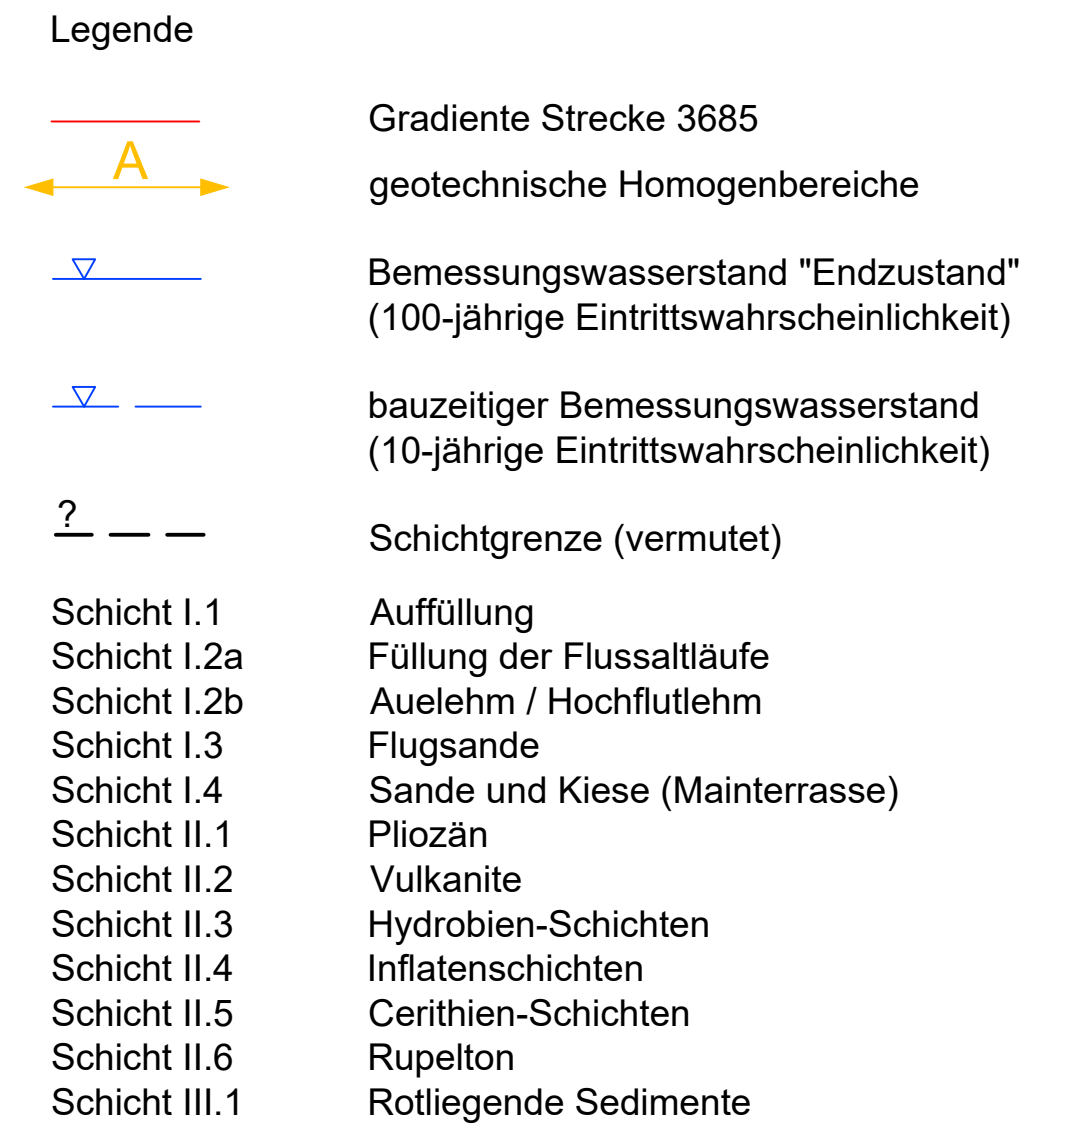 Legende
Gradiente Strecke 3685
A
geotechnische Homogenbereiche
Bemessungswasserstand "Endzustand"
(100-jährige Eintrittswahrscheinlichkeit)
bauzeitiger Bemessungswasserstand
(10-jährige Eintrittswahrscheinlichkeit)
?
Schichtgrenze (vermutet)
Schicht I.1 Auffüllung
Schicht I.2a Füllung der Flussaltläufe
Schicht I.2b Auelehm / Hochflutlehm
Schicht I.3 Flugsande
Schicht I.4 Sande und Kiese (Mainterrasse)
Schicht II.1 Pliozän
Schicht II.2 Vulkanite
Schicht II.3 Hydrobien-Schichten
Schicht II.4 Inflatenschichten
Schicht II.5 Cerithien-Schichten
Schicht II.6 Rupelton
Schicht III.1 Rotliegende Sedimente